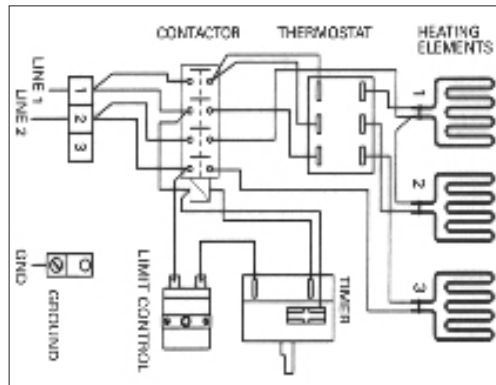 CONTACTOR
THERMOSTAT
HEATING
ELEMENTS
LINE 1
LINE 2
1
2
3
1
2
3
GND
GROUND
LIMIT CONTROL
TIMER